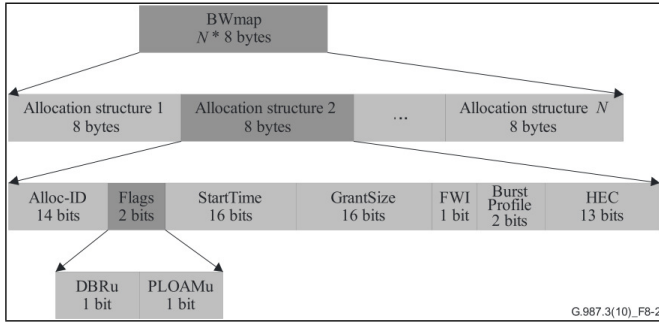 BWmap
N * 8 bytes
Allocation structure 1
8 bytes
Allocation structure 2
8 bytes
...
Allocation structure N
8 bytes
Alloc-ID
14 bits
Flags
2 bits
StartTime
16 bits
GrantSize
16 bits
FWI
1 bit
Burst
Profile
2 bits
HEC
13 bits
DBRu
1 bit
PLOAMu
1 bit
G.987.3(10)_F8-2